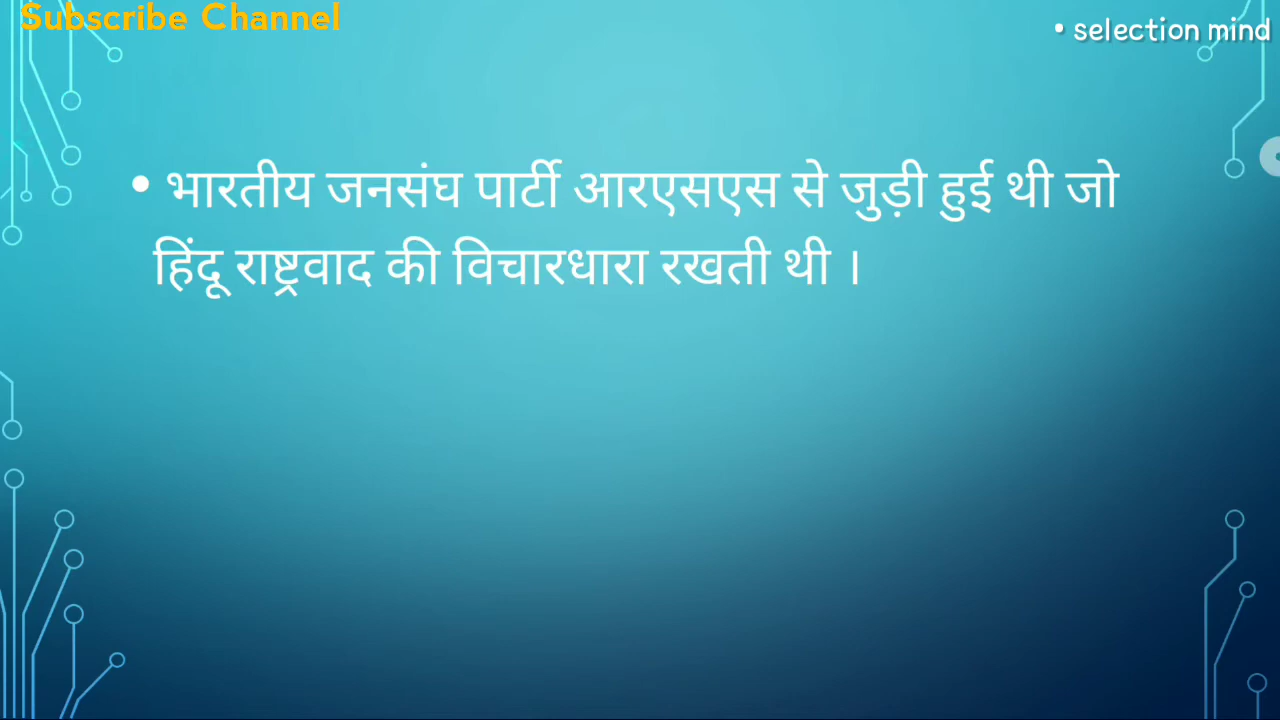 Subscribe Channel
• selection mind
• भारतीय जनसंघ पार्टी आरएसएस से जुड़ी हुई थी जो
हिंदू राष्ट्रवाद की विचारधारा रखती थी ।